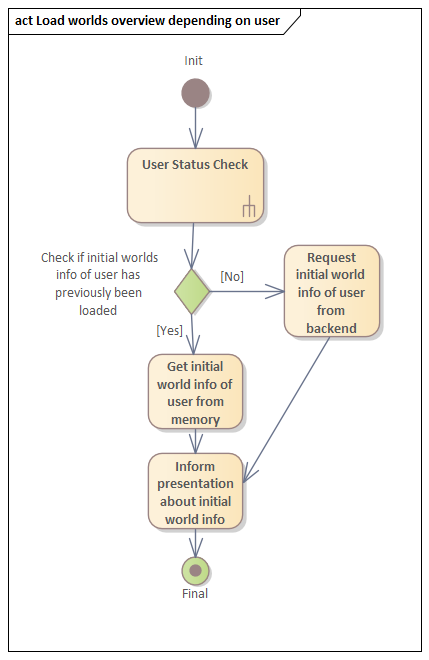 act Load worlds overview depending on user
Init
User Status Check
Check if initial worlds
info of user has
previously been
loaded
[No]
Request
initial world
info of user
from
backend
[Yes]
Get initial
world info of
user from
memory
Inform
presentation
about initial
world info
Final